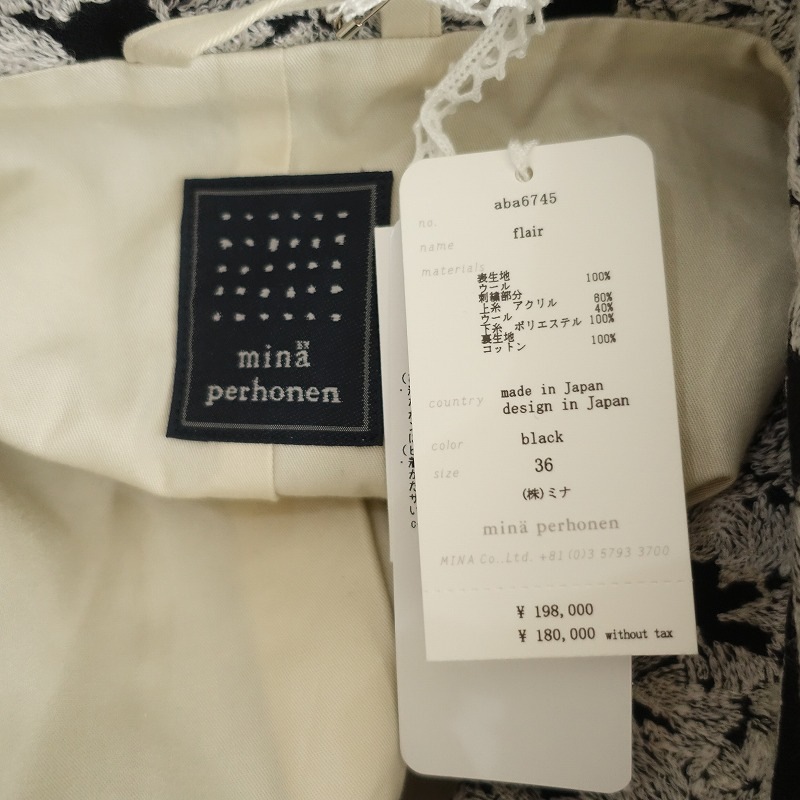 minä
perhonen
no. aba6745
name flair
materials
表生地
ウール 100%
刺繍部分
上糸 アクリル 60%
ウール 40%
下糸 ポリエステル 100%
裏生地
コットン 100%
country made in Japan
design in Japan
color black
size 36
(株)ミナ
minä perhonen
MINA Co.,Ltd. +81 (0)3 5793 3700
¥ 198,000
¥ 180,000 without tax